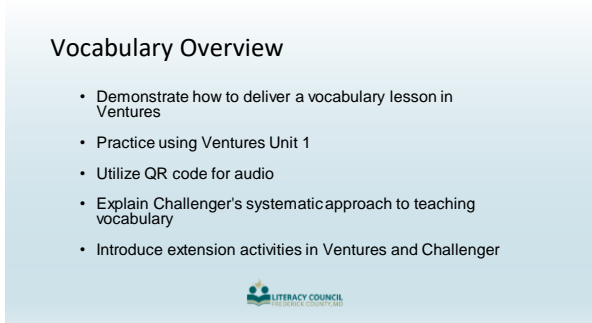 Vocabulary Overview
• Demonstrate how to deliver a vocabulary lesson in
Ventures
• Practice using Ventures Unit 1
• Utilize QR code for audio
• Explain Challenger's systematic approach to teaching
vocabulary
• Introduce extension activities in Ventures and Challenger
LITERACY COUNCIL
FREDERICK COUNTY, MD